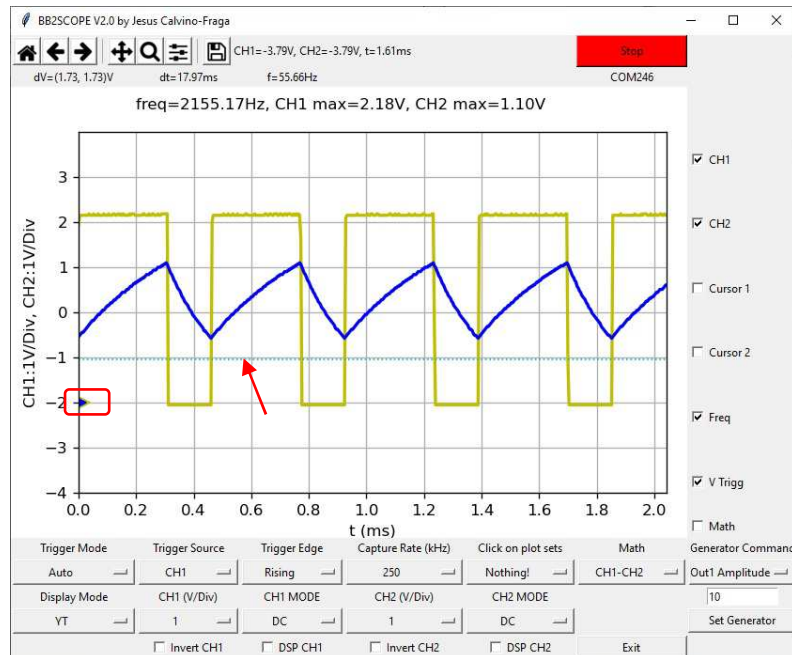 BB2SCOPE V2.0 by Jesus Calvino-Fraga
CH1=-3.79V, CH2=-3.79V, t=1.61ms
Stop
dV=(1.73, 1.73)V dt=17.97ms f=55.66Hz COM246
freq=2155.17Hz, CH1 max=2.18V, CH2 max=1.10V
CH1:1V/Div, CH2:1V/Div
3
2
1
0
−1
−2
−3
−4
0.0 0.2 0.4 0.6 0.8 1.0 1.2 1.4 1.6 1.8 2.0
t (ms)
CH1
CH2
Cursor 1
Cursor 2
Freq
V Trigg
Math
Trigger Mode Trigger Source Trigger Edge Capture Rate (kHz) Click on plot sets Math Generator Command
Auto CH1 Rising 250 Nothing! CH1-CH2 Out1 Amplitude
Display Mode CH1 (V/Div) CH1 MODE CH2 (V/Div) CH2 MODE 10
YT 1 DC 1 DC Set Generator
Invert CH1 DSP CH1 Invert CH2 DSP CH2 Exit